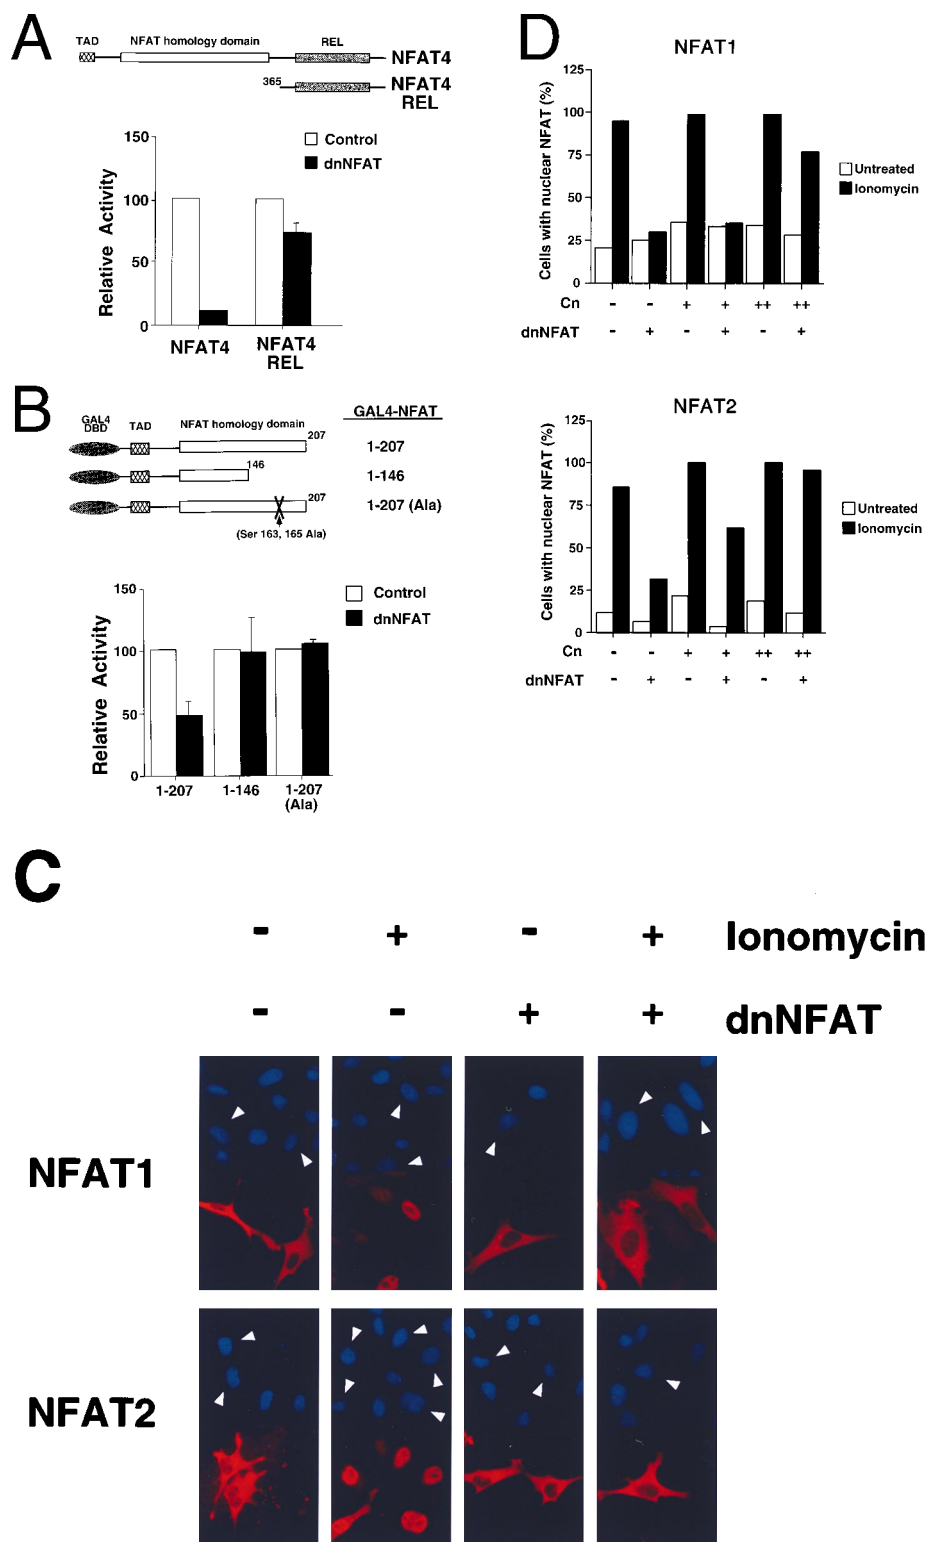 A
TAD NFAT homology domain REL
NFAT4
365
NFAT4
REL
150
100
50
0
Relative Activity
Control
dnNFAT
NFAT4
NFAT4
REL
B
GAL4
DBD
TAD NFAT homology domain
GAL4-NFAT
207
1-207
146
1-146
207
1-207 (Ala)
X
(Ser 163, 165 Ala)
150
100
50
0
Relative Activity
Control
dnNFAT
1-207 1-146 1-207
(Ala)
D
NFAT1
125
100
75
50
25
0
Cells with nuclear NFAT (%)
Untreated
Ionomycin
Cn - - + + ++ ++
dnNFAT - + - + - +
NFAT2
125
100
75
50
25
0
Cells with nuclear NFAT (%)
Untreated
Ionomycin
Cn - - + + ++ ++
dnNFAT - + - + - +
C
- + - + Ionomycin
- - + + dnNFAT
NFAT1
NFAT2